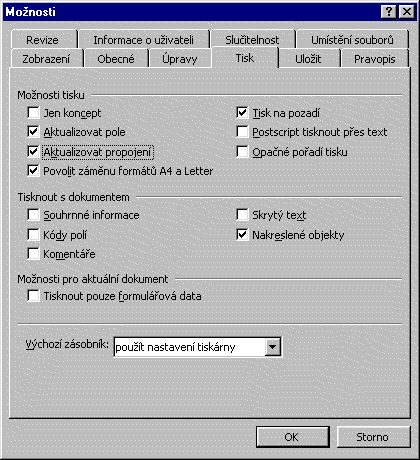 Možnosti
Revize Informace o uživateli Slučitelnost Umístění souborů
Zobrazení Obecné Úpravy Tisk Uložit Pravopis
Možnosti tisku
Jen koncept Tisk na pozadí
Aktualizovat pole Postscript tisknout přes text
Aktualizovat propojení Opačné pořadí tisku
Povolit záměnu formátů A4 a Letter
Tisknout s dokumentem
Souhrnné informace Skrytý text
Kódy polí Nakreslené objekty
Komentáře
Možnosti pro aktuální dokument
Tisknout pouze formulářová data
Výchozí zásobník: použít nastavení tiskárny
OK Storno